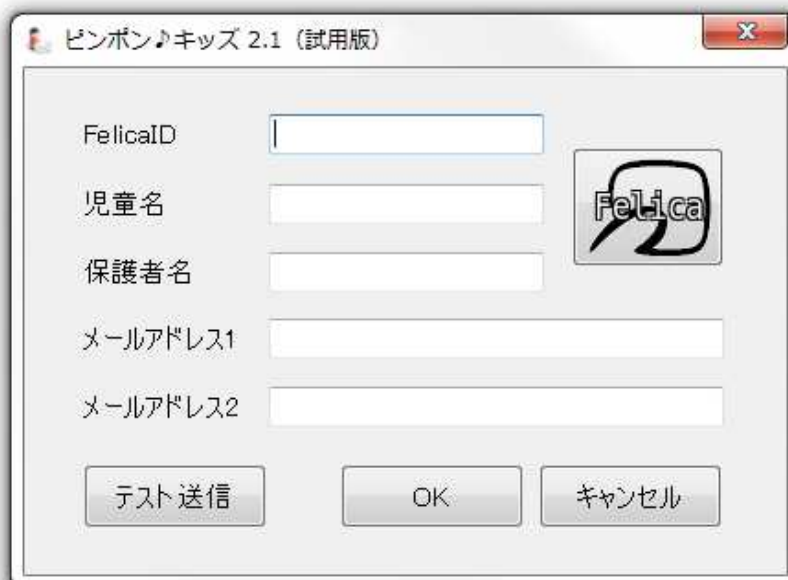 ピンポン♪キッズ 2.1（試用版）
FelicaID
Felica
児童名
保護者名
メールアドレス1
メールアドレス2
テスト送信
OK
キャンセル